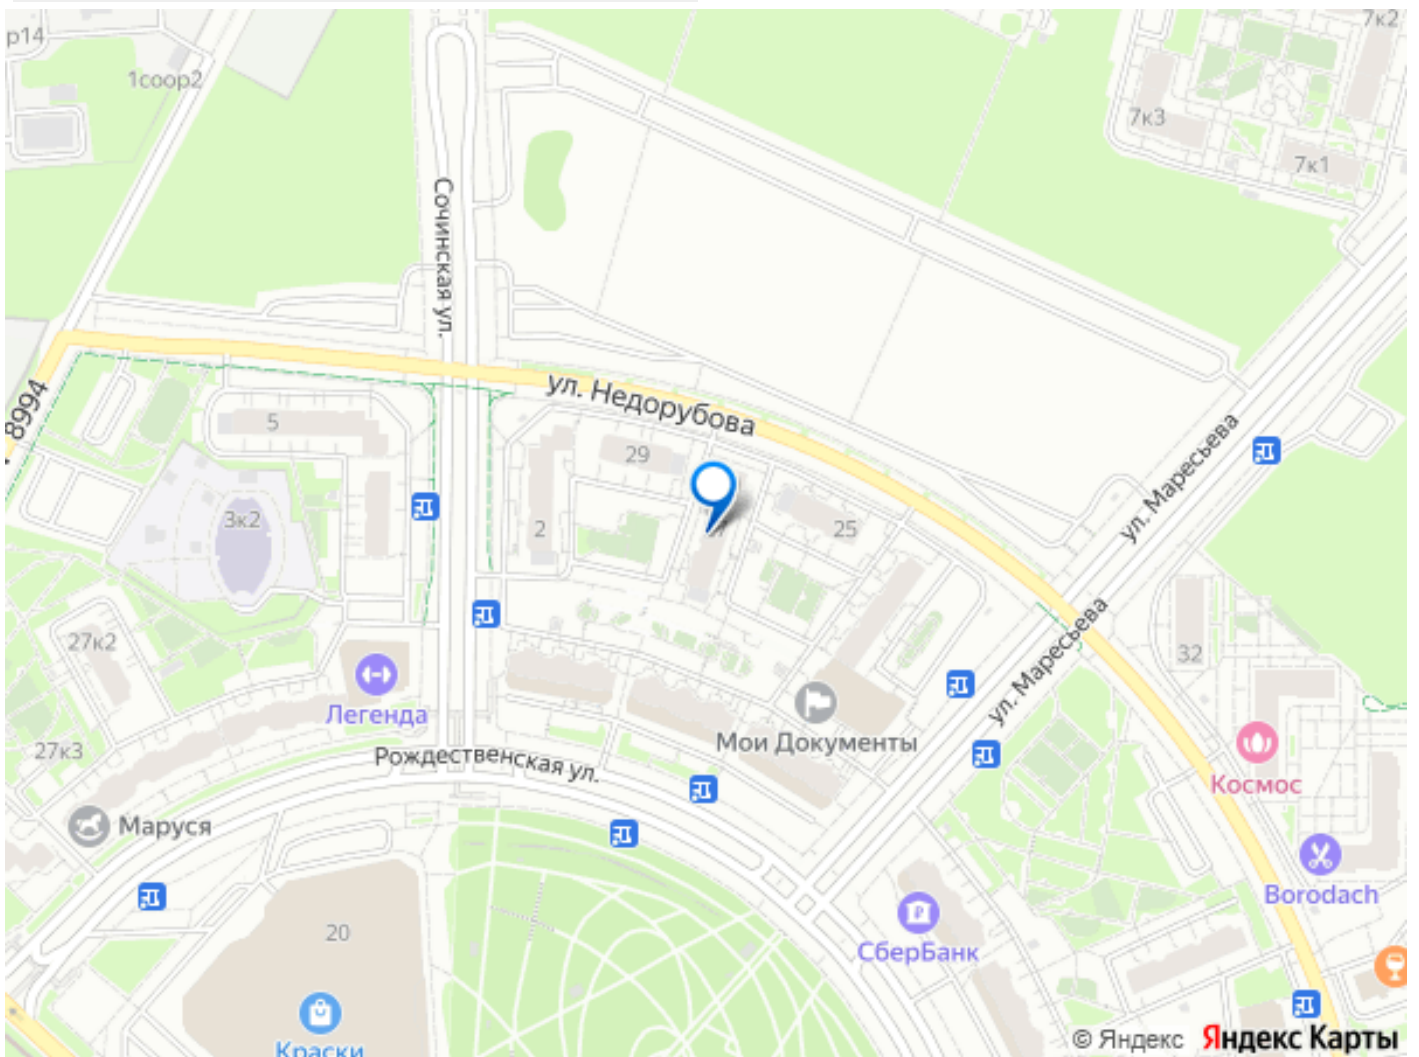 р14
1соор2
7к2
7к3
7к1
Сочинская ул.
8994
ул. Недорубова
5
29
2
25
3к2
ул. Маресьева
ул. Маресьева
32
27к2
27к3
Легенда
Мои Документы
Рождественская ул.
Космос
Маруся
Borodach
СберБанк
20
Краски
© Яндекс Яндекс Карты